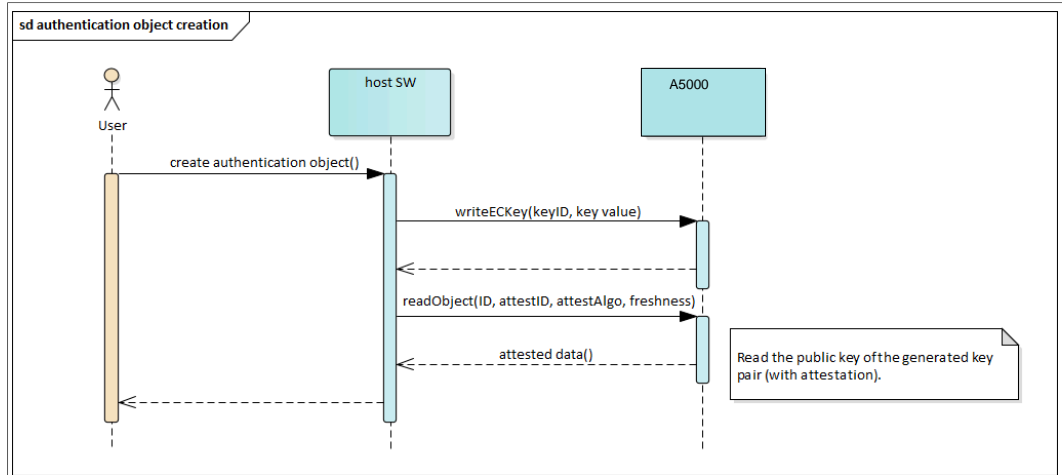 sd authentication object creation
host SW
A5000
User
create authentication object()
writeECKey(keyID, key value)
readObject(ID, attestID, attestAlgo, freshness)
attested data()
Read the public key of the generated key
pair (with attestation).